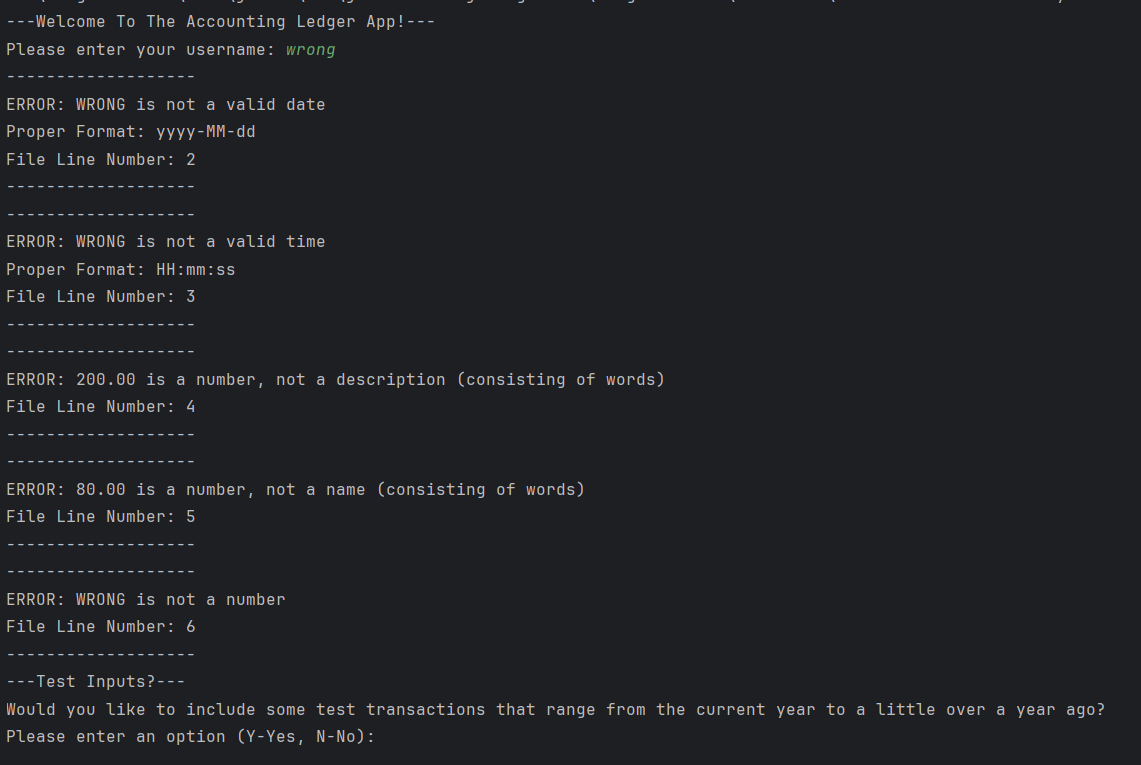 ---Welcome To The Accounting Ledger App!---
Please enter your username: wrong
-------------------
ERROR: WRONG is not a valid date
Proper Format: yyyy-MM-dd
File Line Number: 2
-------------------
-------------------
ERROR: WRONG is not a valid time
Proper Format: HH:mm:ss
File Line Number: 3
-------------------
-------------------
ERROR: 200.00 is a number, not a description (consisting of words)
File Line Number: 4
-------------------
-------------------
ERROR: 80.00 is a number, not a name (consisting of words)
File Line Number: 5
-------------------
-------------------
ERROR: WRONG is not a number
File Line Number: 6
-------------------
---Test Inputs?---
Would you like to include some test transactions that range from the current year to a little over a year ago?
Please enter an option (Y-Yes, N-No):